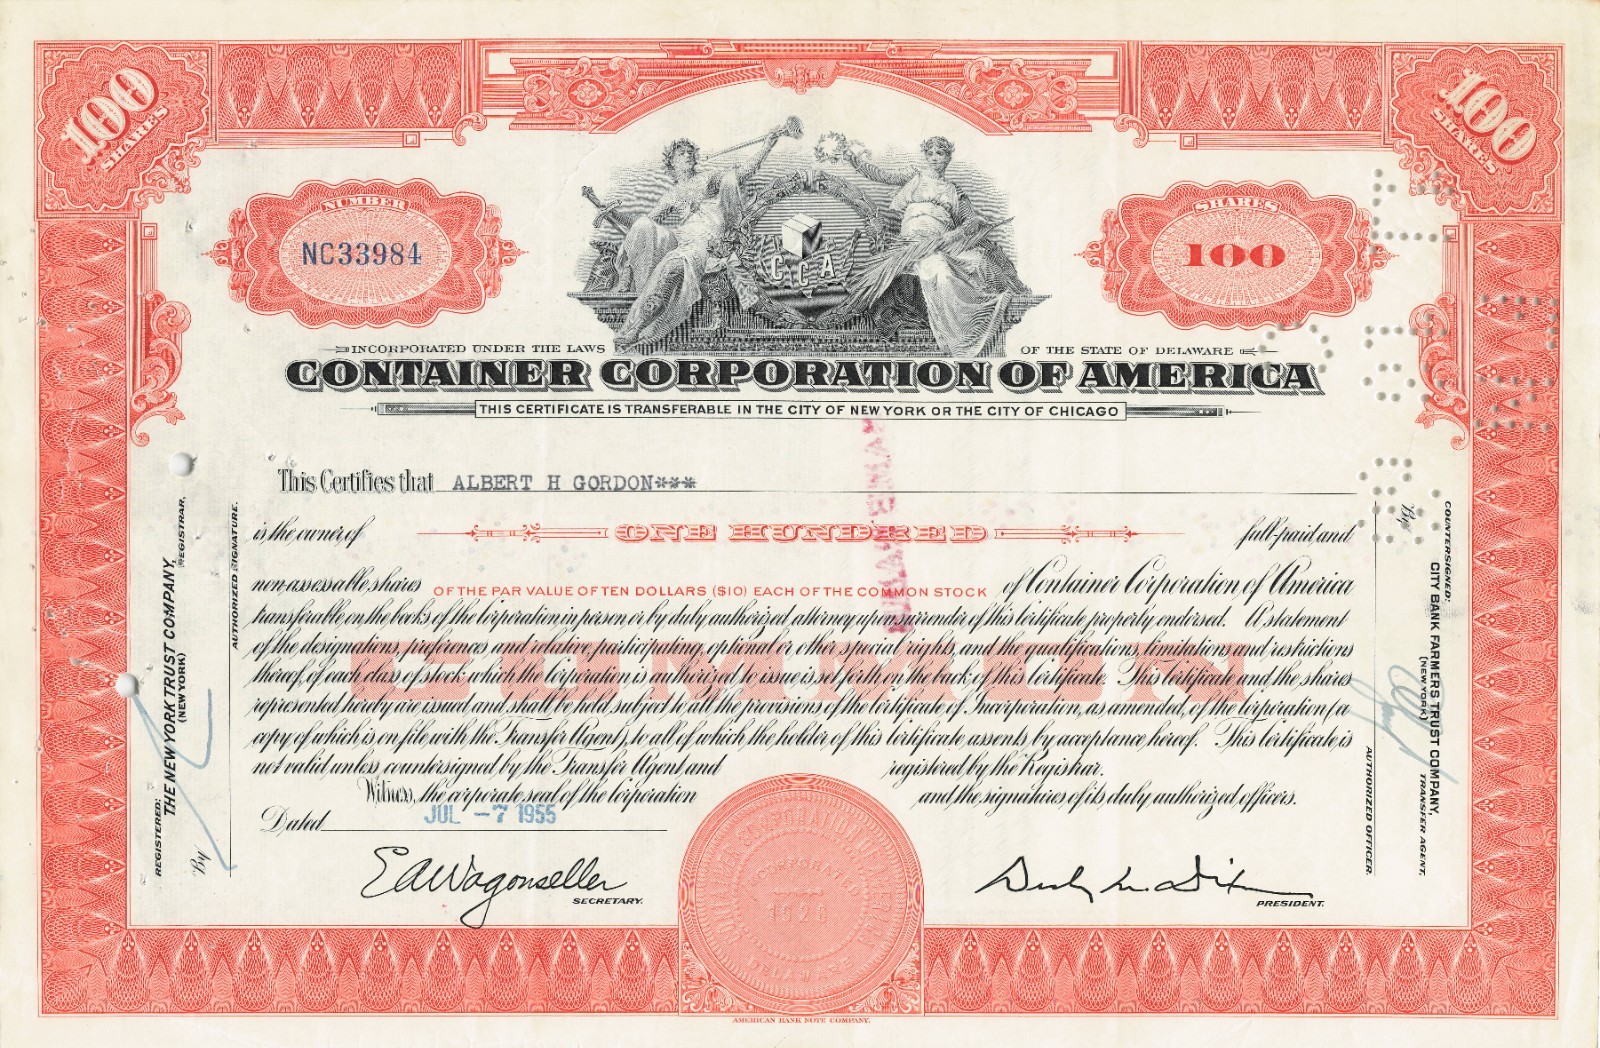 100 SHARES
100 SHARES
NUMBER
NC33984
SHARES
100
CCA
INCORPORATED UNDER THE LAWS OF THE STATE OF DELAWARE
CONTAINER CORPORATION OF AMERICA
THIS CERTIFICATE IS TRANSFERABLE IN THE CITY OF NEW YORK OR THE CITY OF CHICAGO
This Certifies that ALBERT H GORDON***
is the owner of ONE HUNDRED full-paid and
non-assessable shares OF THE PAR VALUE OF TEN DOLLARS ($10) EACH OF THE COMMON STOCK of Container Corporation of America
transferable on the books of the Corporation in person or by duly authorized attorney upon surrender of this Certificate properly endorsed. A statement
of the designations, preferences and relative, participating, optional or other special rights, and the qualifications, limitations and restrictions
thereof, of each class of stock which the Corporation is authorized to issue is set forth on the back of this Certificate. This Certificate and the shares
represented hereby are issued and shall be held subject to all the provisions of the Certificate of Incorporation, as amended, of the Corporation (a
copy of which is on file with the Transfer Agent), to all of which the holder of this Certificate assents by acceptance hereof. This Certificate is
not valid unless countersigned by the Transfer Agent and registered by the Registrar.
COMMON
Witness, the corporate seal of the Corporation and the signatures of its duly authorized officers.
Dated JUL -7 1955
E A Wagonseller
SECRETARY.
PRESIDENT.
REGISTERED:
THE NEW YORK TRUST COMPANY,
(NEW YORK) REGISTRAR,
By
AUTHORIZED SIGNATURE.
COUNTERSIGNED:
CITY BANK FARMERS TRUST COMPANY,
(NEW YORK) TRANSFER AGENT,
By
AUTHORIZED OFFICER.
CONTAINER CORPORATION OF AMERICA
INCORPORATED
1926
DELAWARE
AMERICAN BANK NOTE COMPANY.